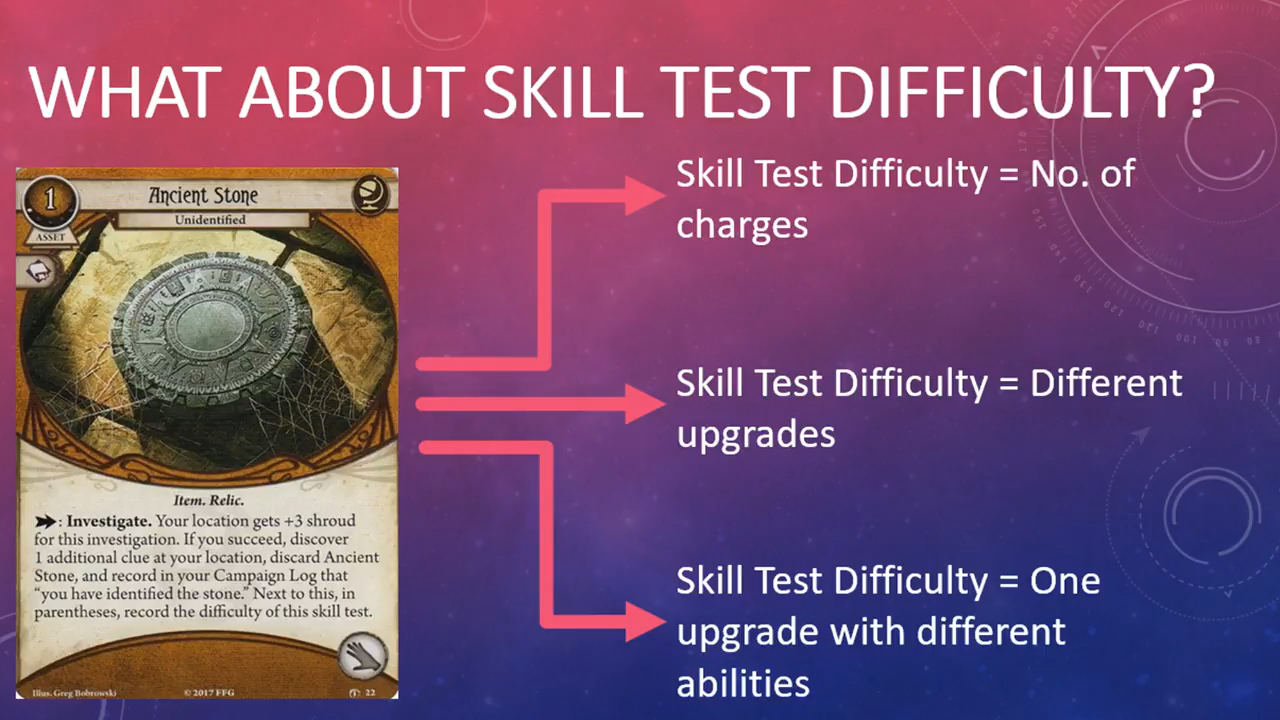 WHAT ABOUT SKILL TEST DIFFICULTY?
1
ASSET
Ancient Stone
Unidentified
Item. Relic.
: Investigate. Your location gets +3 shroud
for this investigation. If you succeed, discover
1 additional clue at your location, discard Ancient
Stone, and record in your Campaign Log that
“you have identified the stone.” Next to this, in
parentheses, record the difficulty of this skill test.
Illus. Greg Bobrowski
© 2017 FFG
22
Skill Test Difficulty = No. of
charges
Skill Test Difficulty = Different
upgrades
Skill Test Difficulty = One
upgrade with different
abilities